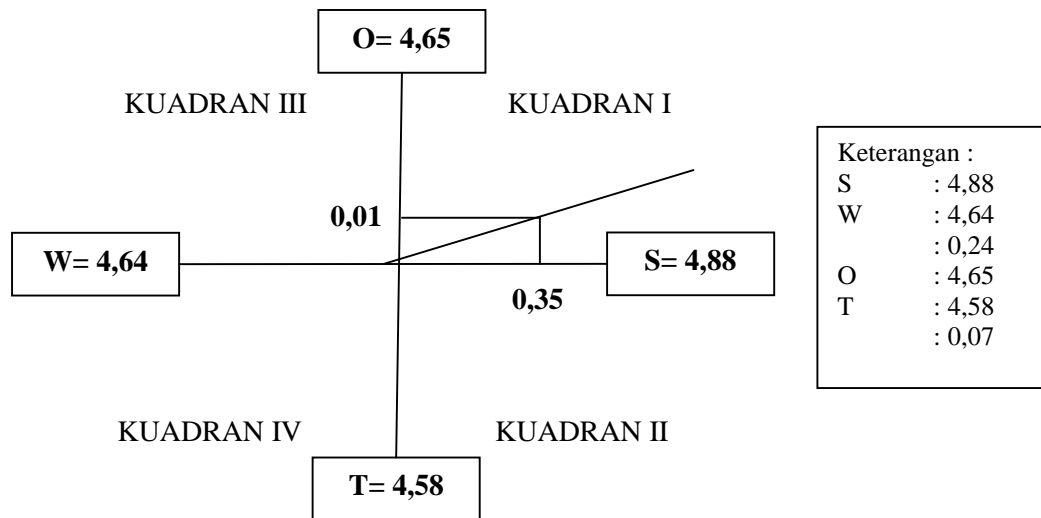 O= 4,65
KUADRAN III
KUADRAN I
0,01
W= 4,64
S= 4,88
0,35
KUADRAN IV
KUADRAN II
T= 4,58
Keterangan :
S : 4,88
W : 4,64
: 0,24
O : 4,65
T : 4,58
: 0,07